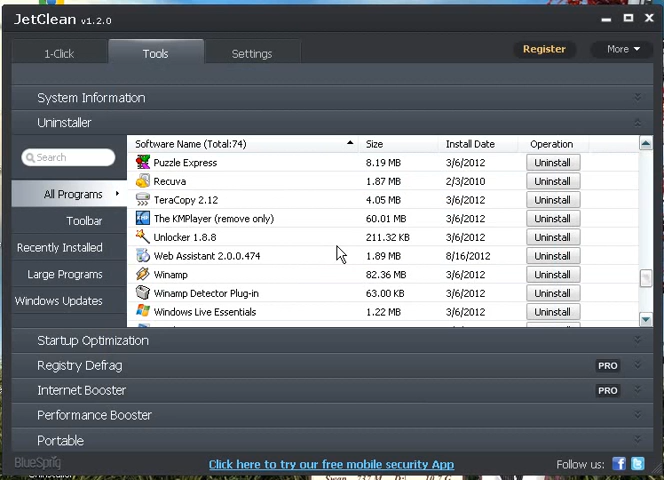 JetClean v1.2.0
1-Click Tools Settings Register More
System Information
Uninstaller
Search
All Programs
Toolbar
Recently Installed
Large Programs
Windows Updates
Software Name (Total:74) Size Install Date Operation
Puzzle Express 8.19 MB 3/6/2012 Uninstall
Recuva 1.87 MB 2/3/2010 Uninstall
TeraCopy 2.12 4.05 MB 3/6/2012 Uninstall
The KMPlayer (remove only) 60.01 MB 3/6/2012 Uninstall
Unlocker 1.8.8 211.32 KB 3/6/2012 Uninstall
Web Assistant 2.0.0.474 1.89 MB 8/16/2012 Uninstall
Winamp 82.36 MB 3/6/2012 Uninstall
Winamp Detector Plug-in 63.00 KB 3/6/2012 Uninstall
Windows Live Essentials 1.22 MB 3/6/2012 Uninstall
Startup Optimization
Registry Defrag PRO
Internet Booster PRO
Performance Booster
Portable
BlueSpriq Click here to try our free mobile security App Follow us: